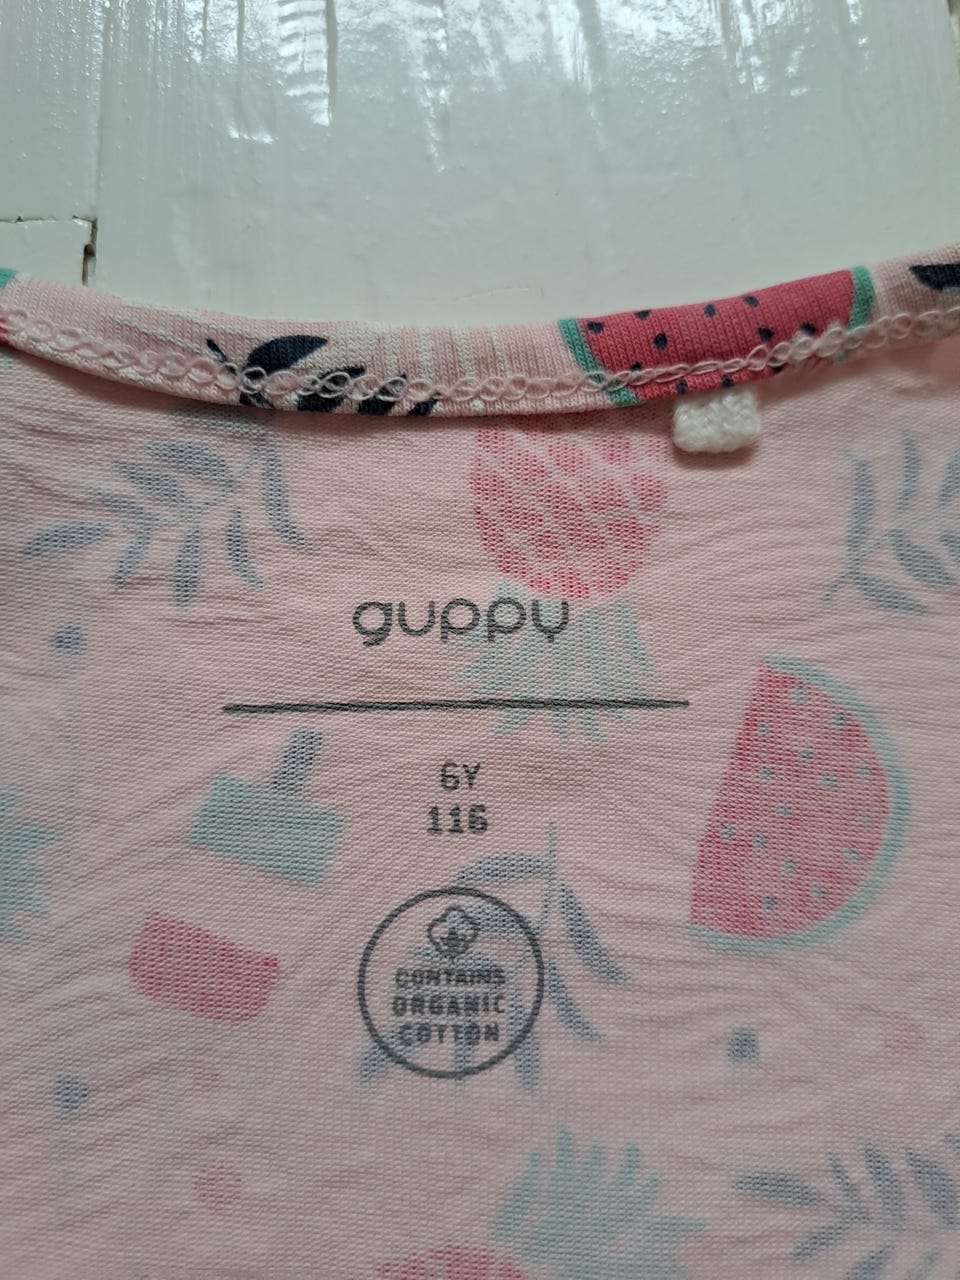 guppy
6Y
116
CONTAINS
ORGANIC
COTTON